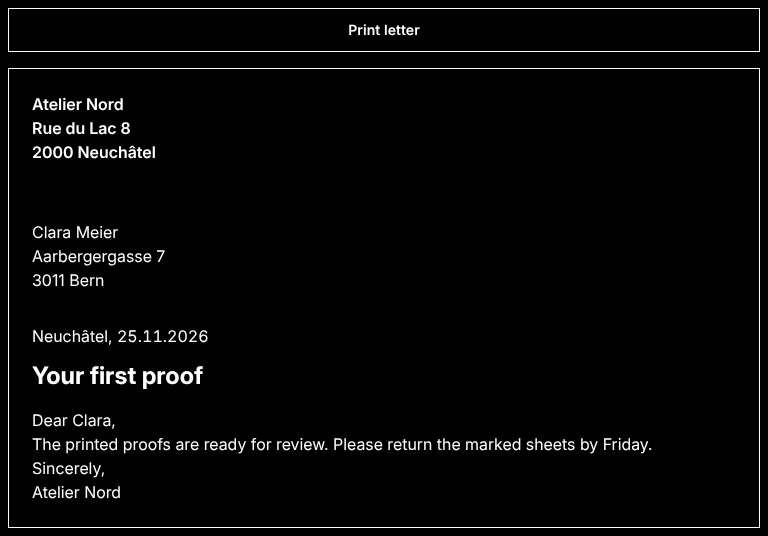 Print letter
Atelier Nord
Rue du Lac 8
2000 Neuchâtel
Clara Meier
Aarbergergasse 7
3011 Bern
Neuchâtel, 25.11.2026
Your first proof
Dear Clara,
The printed proofs are ready for review. Please return the marked sheets by Friday.
Sincerely,
Atelier Nord